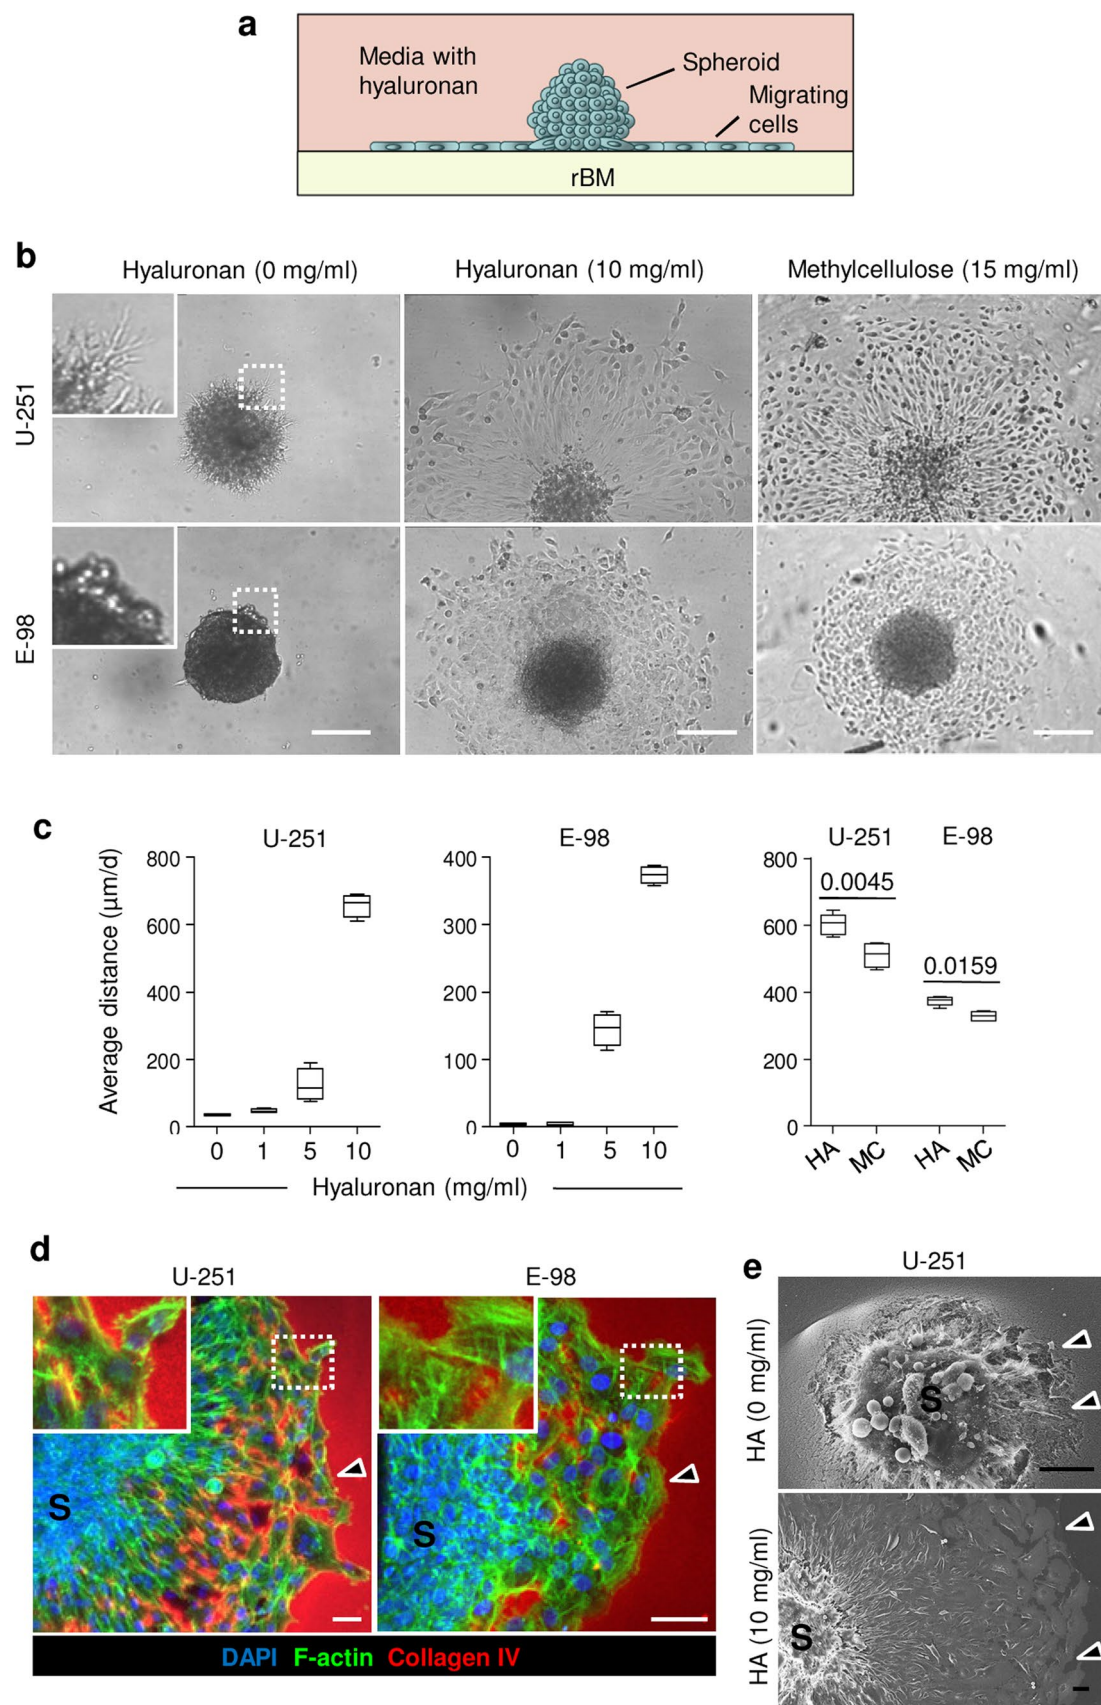 a
Media with
hyaluronan
Spheroid
Migrating
cells
rBM
b
Hyaluronan (0 mg/ml)
Hyaluronan (10 mg/ml)
Methylcellulose (15 mg/ml)
U-251
E-98
c
Average distance (μm/d)
U-251
800
600
400
200
0
0 1 5 10
E-98
400
300
200
100
0
0 1 5 10
Hyaluronan (mg/ml)
U-251 E-98
800
600
400
200
0
0.0045
0.0159
HA MC HA MC
d
U-251
E-98
S
S
DAPI F-actin Collagen IV
e
U-251
HA (0 mg/ml)
S
HA (10 mg/ml)
S